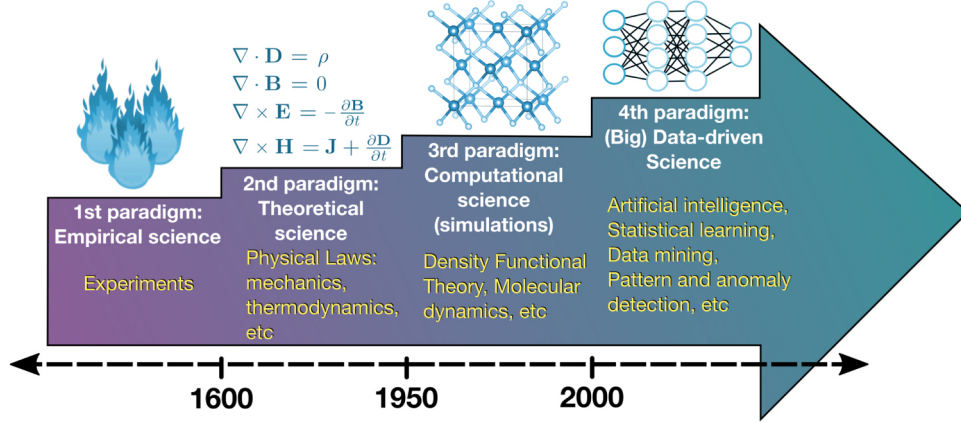 ∇ · D = ρ
∇ · B = 0
∇ × E = −∂B/∂t
∇ × H = J + ∂D/∂t
1st paradigm:
Empirical science
Experiments
2nd paradigm:
Theoretical
science
Physical Laws:
mechanics,
thermodynamics,
etc
3rd paradigm:
Computational
science
(simulations)
Density Functional
Theory, Molecular
dynamics, etc
4th paradigm:
(Big) Data-driven
Science
Artificial intelligence,
Statistical learning,
Data mining,
Pattern and anomaly
detection, etc
1600
1950
2000